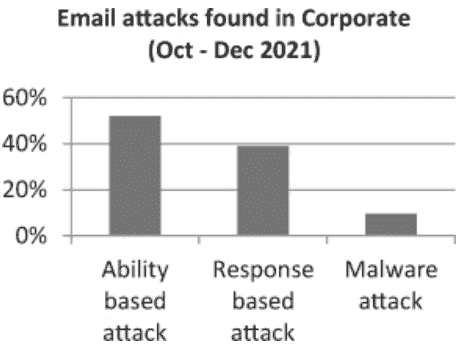 Email attacks found in Corporate
(Oct - Dec 2021)
60%
40%
20%
0%
Ability based attack
Response based attack
Malware attack